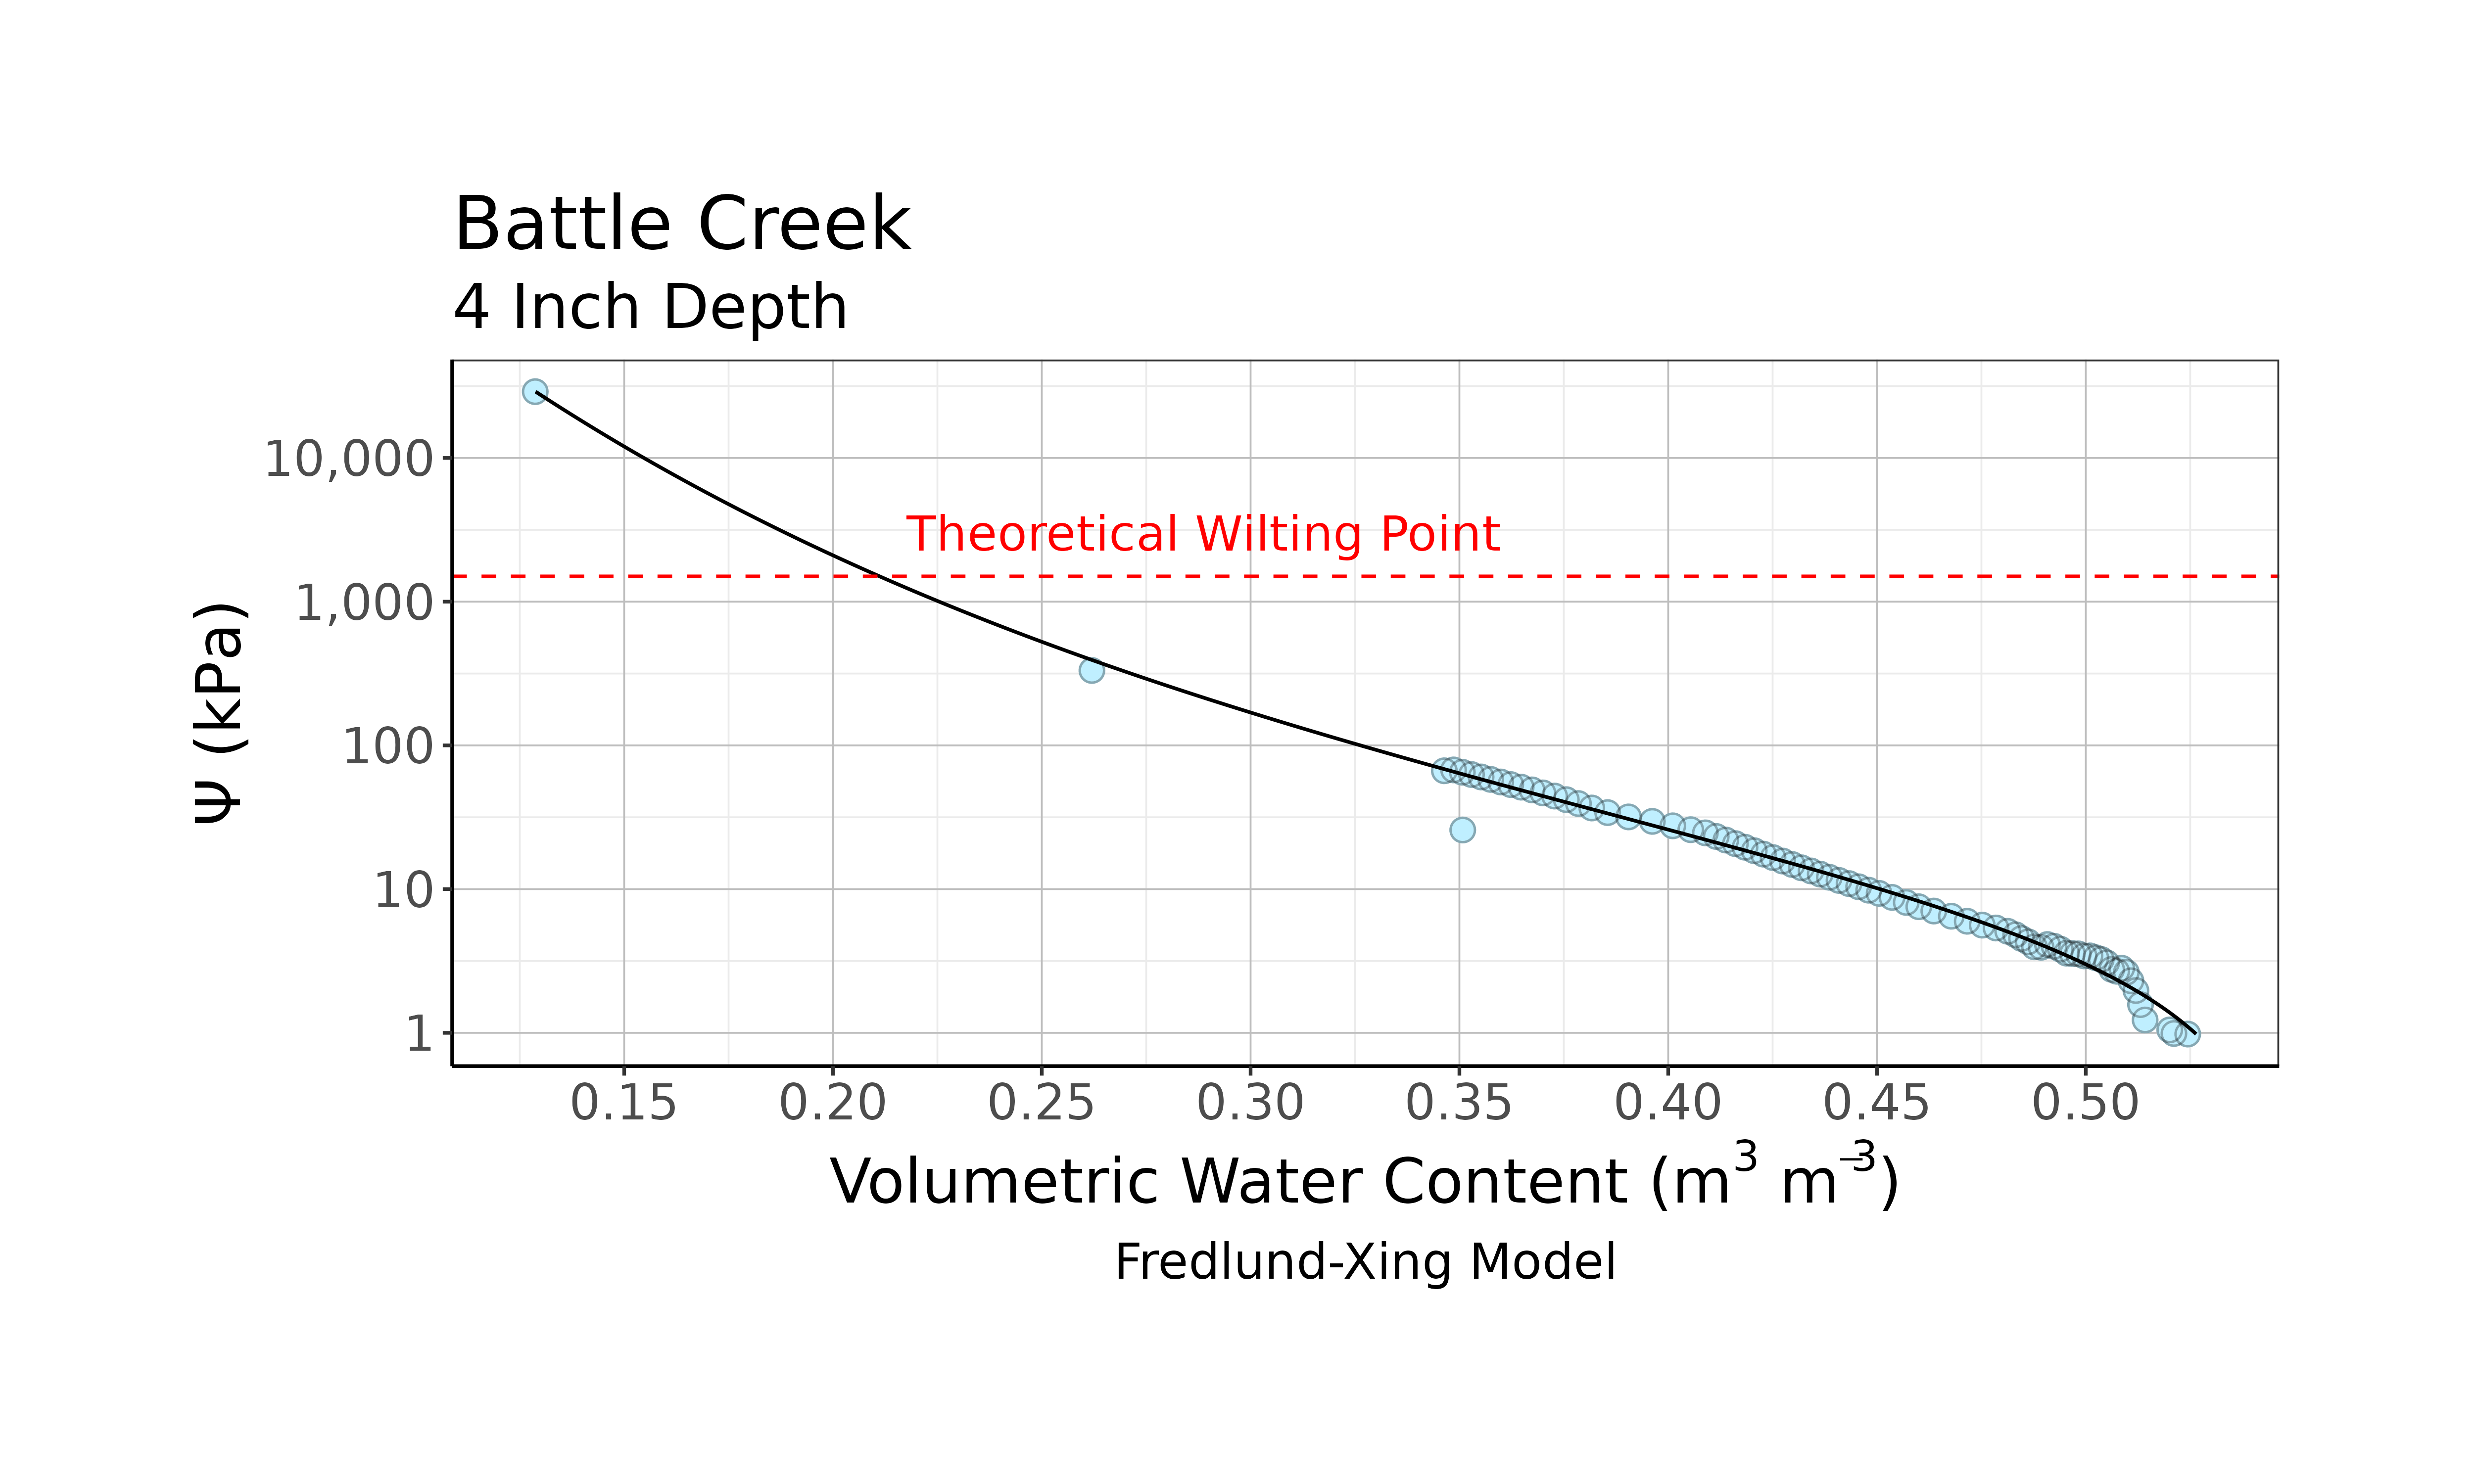 Battle Creek
4 Inch Depth
Ψ (kPa)
10,000
1,000
100
10
1
Theoretical Wilting Point
0.15 0.20 0.25 0.30 0.35 0.40 0.45 0.50
Volumetric Water Content (m³ m⁻³)
Fredlund-Xing Model